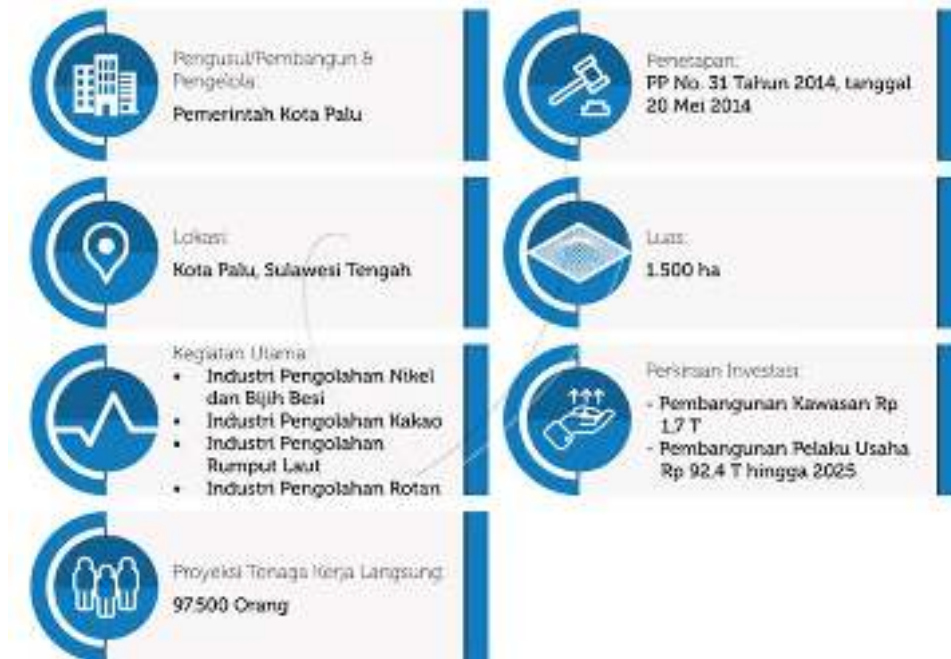 Pengusul/Pembangun &
Pengelola:
Pemerintah Kota Palu
Penetapan:
PP No. 31 Tahun 2014, tanggal
20 Mei 2014
Lokasi:
Kota Palu, Sulawesi Tengah
Luas:
1.500 ha
Kegiatan Utama:
• Industri Pengolahan Nikel
dan Bijih Besi
• Industri Pengolahan Kakao
• Industri Pengolahan
Rumput Laut
• Industri Pengolahan Rotan
Perkiraan Investasi:
- Pembangunan Kawasan Rp
1,7 T
- Pembangunan Pelaku Usaha
Rp 92,4 T hingga 2025
Proyeksi Tenaga Kerja Langsung:
97.500 Orang